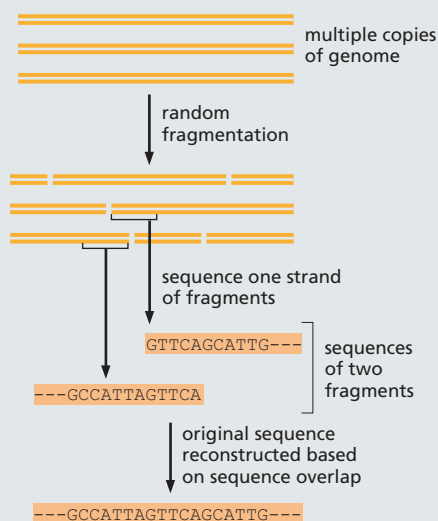 multiple copies
of genome
random
fragmentation
sequence one strand
of fragments
GTTCAGCATTG---
sequences
of two
fragments
---GCCATTAGTTCA
original sequence
reconstructed based
on sequence overlap
---GCCATTAGTTCAGCATTG---